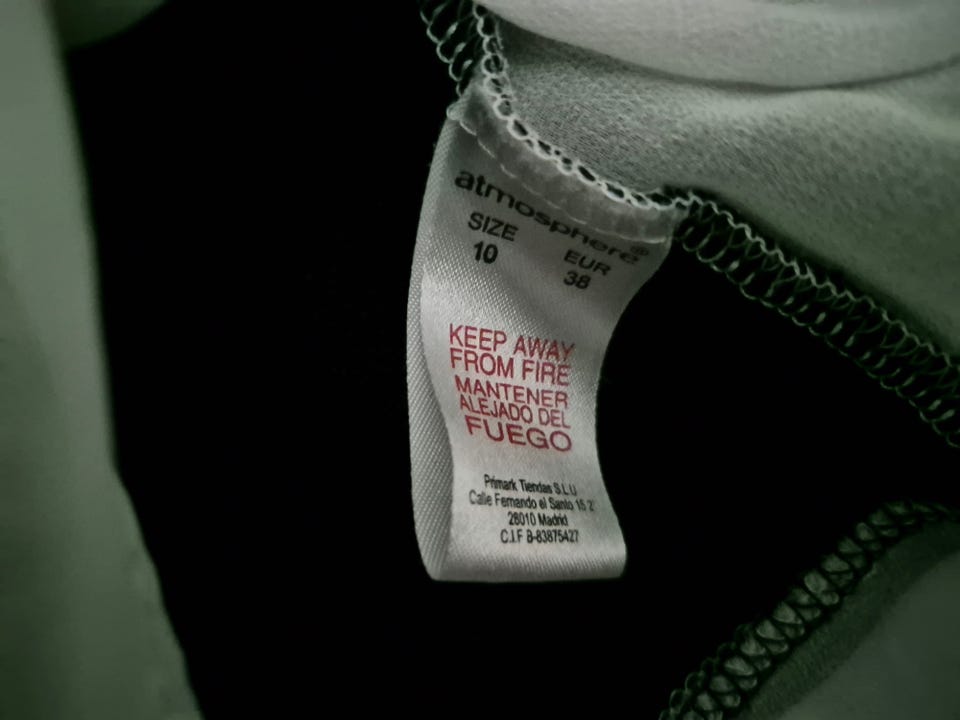 atmosphere®
SIZE EUR
10 38
KEEP AWAY
FROM FIRE
MANTENER
ALEJADO DEL
FUEGO
Primark Tiendas S.L.U
Calle Fernando el Santo 15 2
28010 Madrid
C.I.F B-83875427